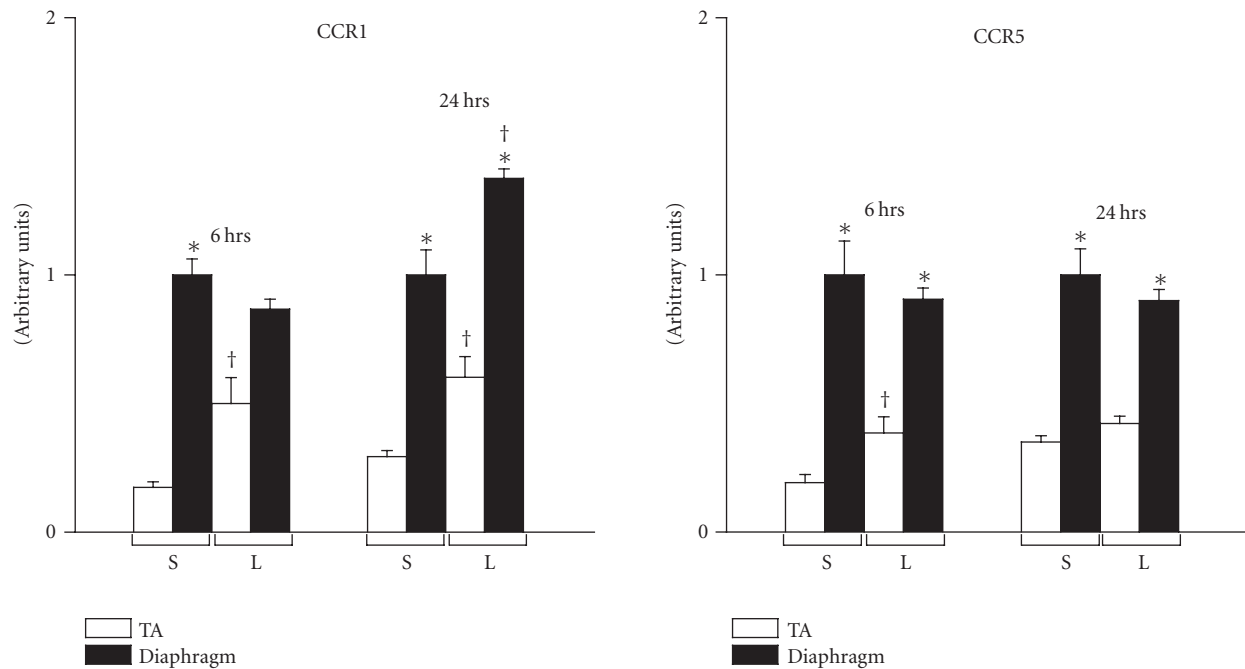 CCR1
(Arbitrary units)
2
1
0
6 hrs
24 hrs
*
†
*
†
†
*
S
L
S
L
TA
Diaphragm
CCR5
(Arbitrary units)
2
1
0
6 hrs
24 hrs
*
†
*
*
*
S
L
S
L
TA
Diaphragm